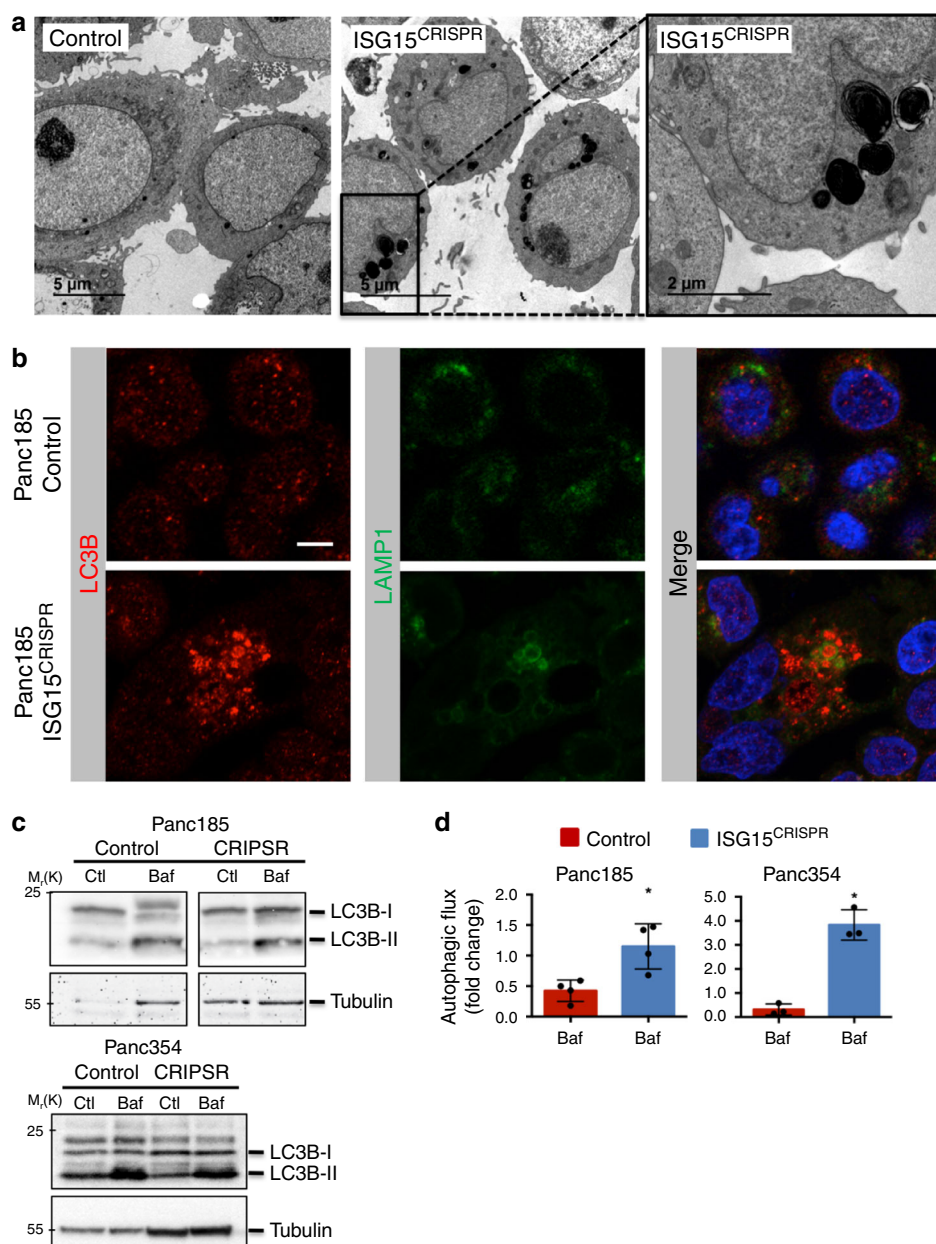 a
Control
ISG15CRISPR
ISG15CRISPR
5 µm
5 µm
2 µm
b
Panc185
Control
LC3B
LAMP1
Merge
Panc185
ISG15CRISPR
c
Panc185
Control CRIPSR
Mr(K) Ctl Baf Ctl Baf
25
LC3B-I
LC3B-II
55
Tubulin
Panc354
Control CRIPSR
Mr(K) Ctl Baf Ctl Baf
25
LC3B-I
LC3B-II
55
Tubulin
d
Control ISG15CRISPR
Panc185
Autophagic flux
(fold change)
2.0
1.5
1.0
0.5
0.0
*
Baf Baf
Panc354
5.0
4.0
3.0
2.0
1.0
0.0
*
Baf Baf